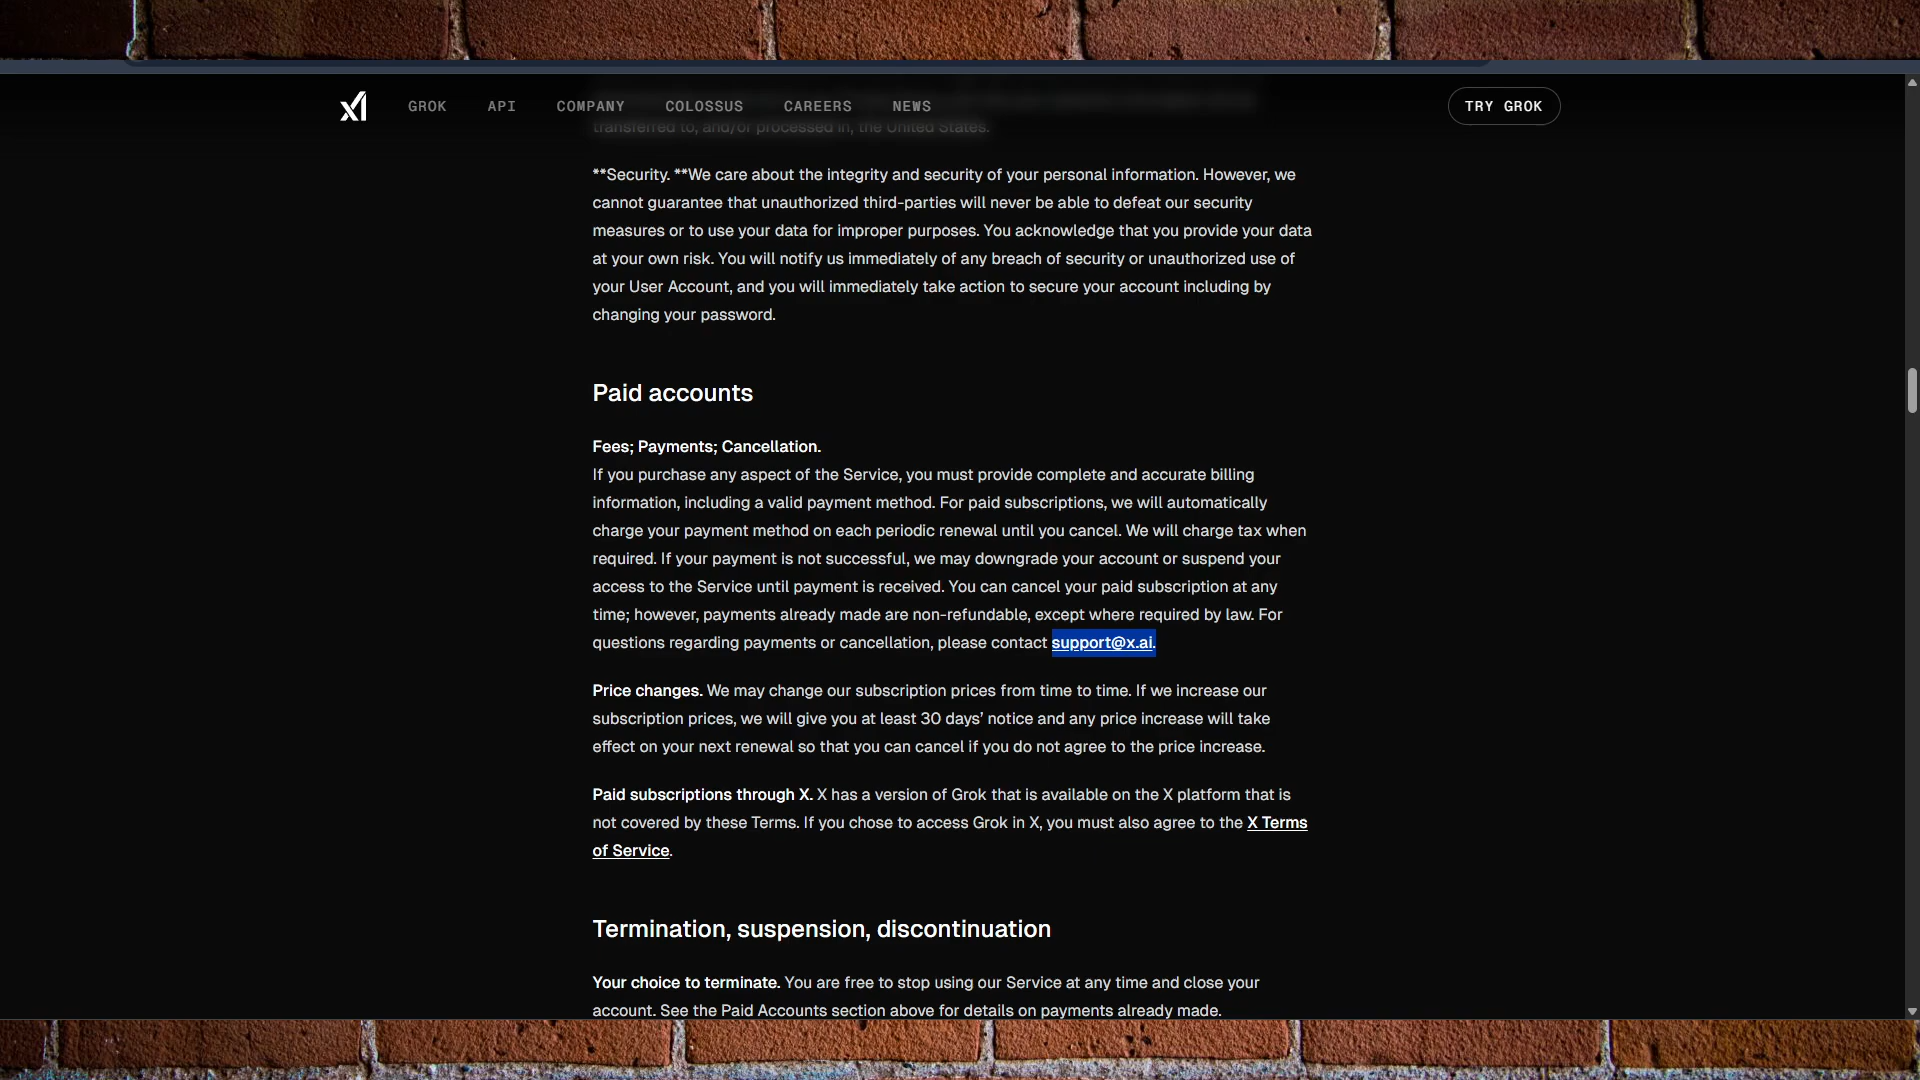 GROK API COMPANY COLOSSUS CAREERS NEWS TRY GROK
transferred to, and/or processed in, the United States.
**Security. **We care about the integrity and security of your personal information. However, we
cannot guarantee that unauthorized third-parties will never be able to defeat our security
measures or to use your data for improper purposes. You acknowledge that you provide your data
at your own risk. You will notify us immediately of any breach of security or unauthorized use of
your User Account, and you will immediately take action to secure your account including by
changing your password.
Paid accounts
Fees; Payments; Cancellation.
If you purchase any aspect of the Service, you must provide complete and accurate billing
information, including a valid payment method. For paid subscriptions, we will automatically
charge your payment method on each periodic renewal until you cancel. We will charge tax when
required. If your payment is not successful, we may downgrade your account or suspend your
access to the Service until payment is received. You can cancel your paid subscription at any
time; however, payments already made are non-refundable, except where required by law. For
questions regarding payments or cancellation, please contact support@x.ai.
Price changes. We may change our subscription prices from time to time. If we increase our
subscription prices, we will give you at least 30 days’ notice and any price increase will take
effect on your next renewal so that you can cancel if you do not agree to the price increase.
Paid subscriptions through X. X has a version of Grok that is available on the X platform that is
not covered by these Terms. If you chose to access Grok in X, you must also agree to the X Terms
of Service.
Termination, suspension, discontinuation
Your choice to terminate. You are free to stop using our Service at any time and close your
account. See the Paid Accounts section above for details on payments already made.